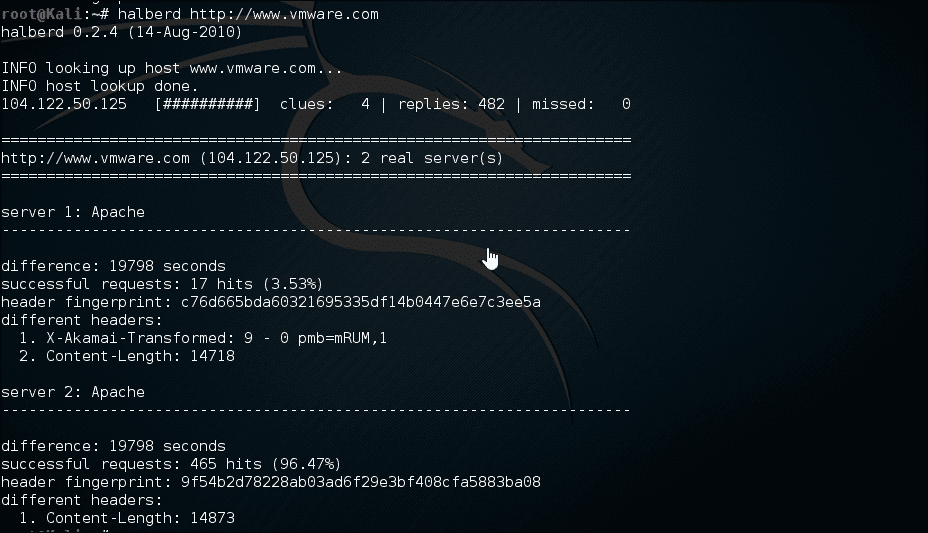 root@Kali:~# halberd http://www.vmware.com
halberd 0.2.4 (14-Aug-2010)
INFO looking up host www.vmware.com...
INFO host lookup done.
104.122.50.125   [##########]  clues:   4 | replies: 482 | missed:   0
======================================================================
http://www.vmware.com (104.122.50.125): 2 real server(s)
======================================================================
server 1: Apache
----------------------------------------------------------------------
difference: 19798 seconds
successful requests: 17 hits (3.53%)
header fingerprint: c76d665bda60321695335df14b0447e6e7c3ee5a
different headers:
  1. X-Akamai-Transformed: 9 - 0 pmb=mRUM,1
  2. Content-Length: 14718
server 2: Apache
----------------------------------------------------------------------
difference: 19798 seconds
successful requests: 465 hits (96.47%)
header fingerprint: 9f54b2d78228ab03ad6f29e3bf408cfa5883ba08
different headers:
  1. Content-Length: 14873